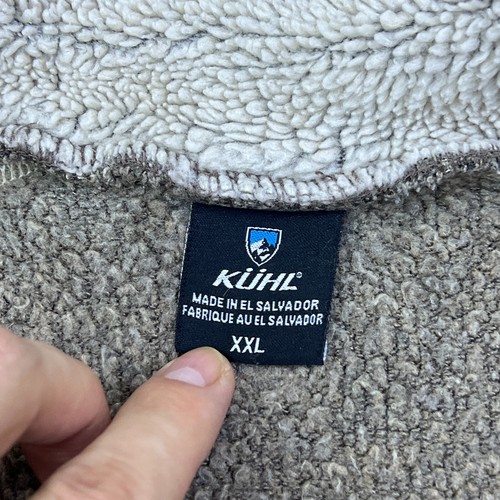 KÜHL®
MADE IN EL SALVADOR
FABRIQUE AU EL SALVADOR
XXL